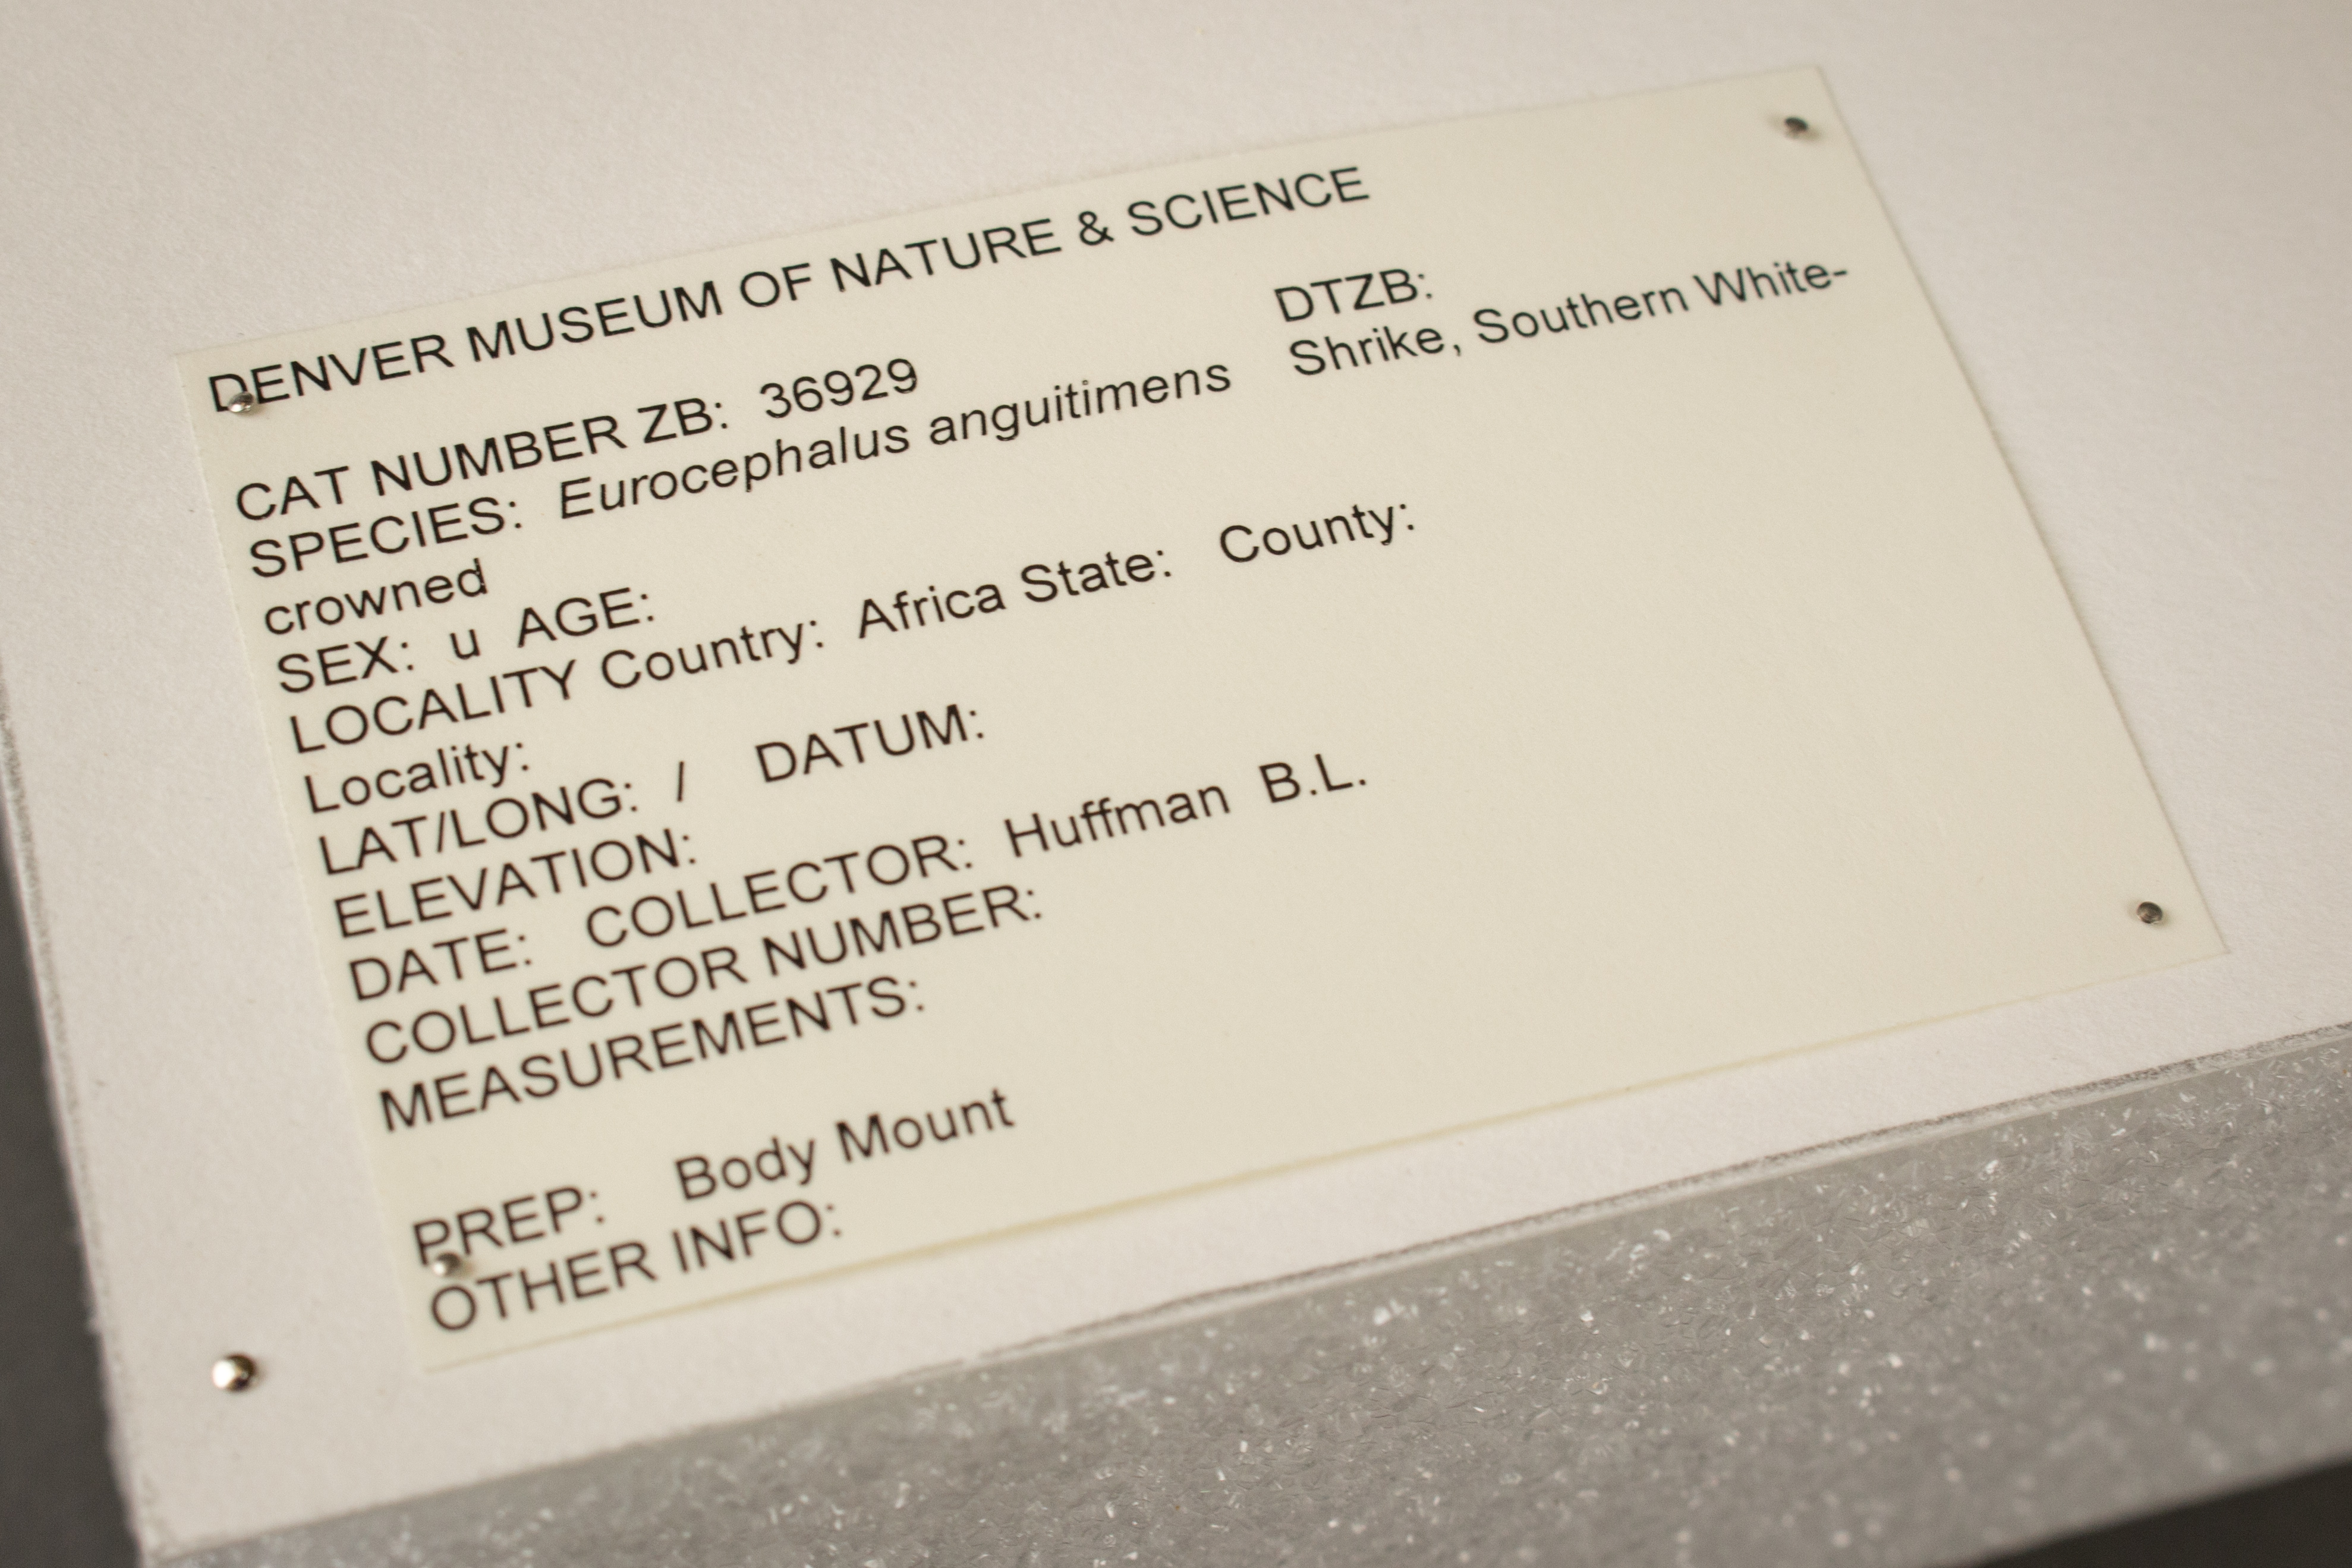 DENVER MUSEUM OF NATURE & SCIENCE
CAT NUMBER ZB: 36929 DTZB:
SPECIES: Eurocephalus anguitimens Shrike, Southern White-
crowned
SEX: u AGE:
LOCALITY Country: Africa State: County:
Locality:
LAT/LONG: / DATUM:
ELEVATION:
DATE: COLLECTOR: Huffman B.L.
COLLECTOR NUMBER:
MEASUREMENTS:
PREP: Body Mount
OTHER INFO: